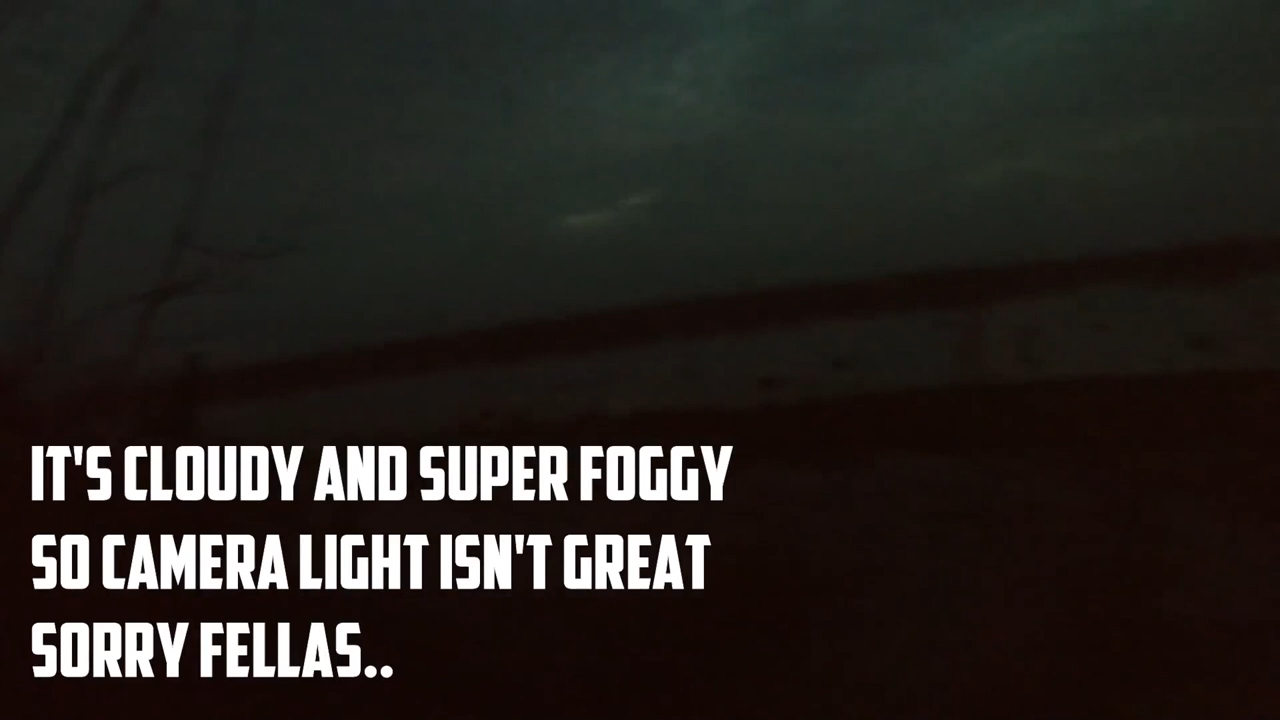 IT'S CLOUDY AND SUPER FOGGY
SO CAMERA LIGHT ISN'T GREAT
SORRY FELLAS..